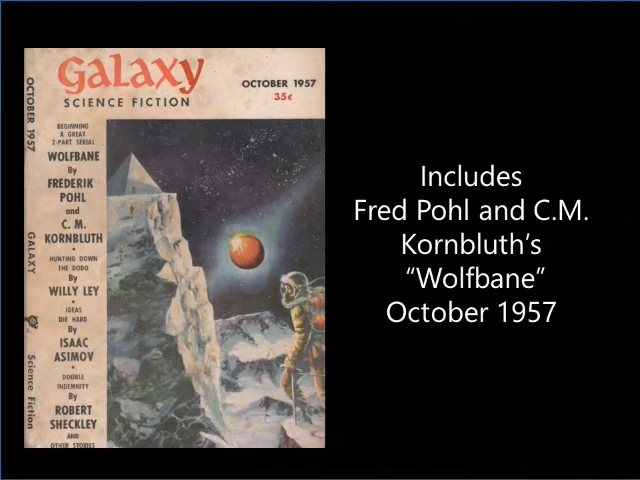 Galaxy
SCIENCE FICTION
OCTOBER 1957
35¢
OCTOBER 1957
GALAXY
Science Fiction
BEGINNING
A GREAT
2-PART SERIAL
WOLFBANE
By
FREDERIK
POHL
and
C. M.
KORNBLUTH
•
HUNTING DOWN
THE DODO
By
WILLY LEY
•
IDEAS
DIE HARD
By
ISAAC
ASIMOV
•
DOUBLE
INDEMNITY
By
ROBERT
SHECKLEY
AND
OTHER STORIES
Includes
Fred Pohl and C.M.
Kornbluth’s
“Wolfbane”
October 1957